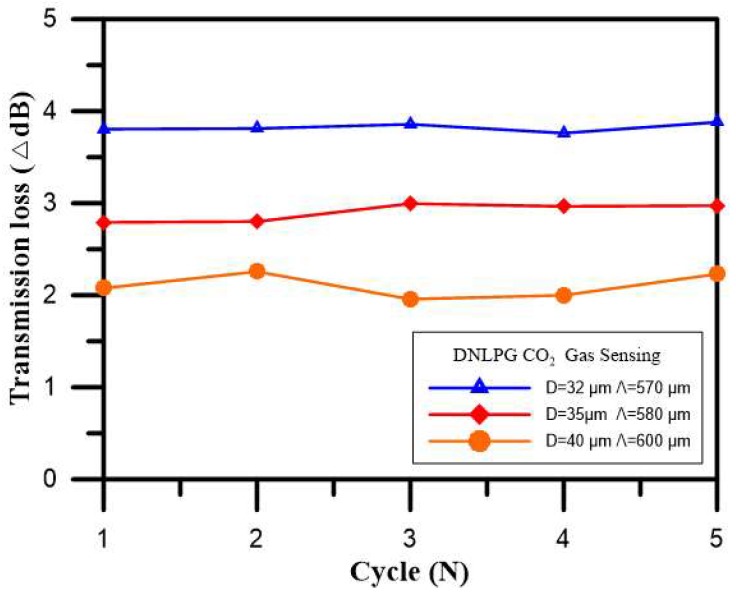 5
4
3
2
1
0
Transmission loss (△dB)
DNLPG CO₂ Gas Sensing
D=32 µm Λ=570 µm
D=35µm Λ=580 µm
D=40 µm Λ=600 µm
1 2 3 4 5
Cycle (N)